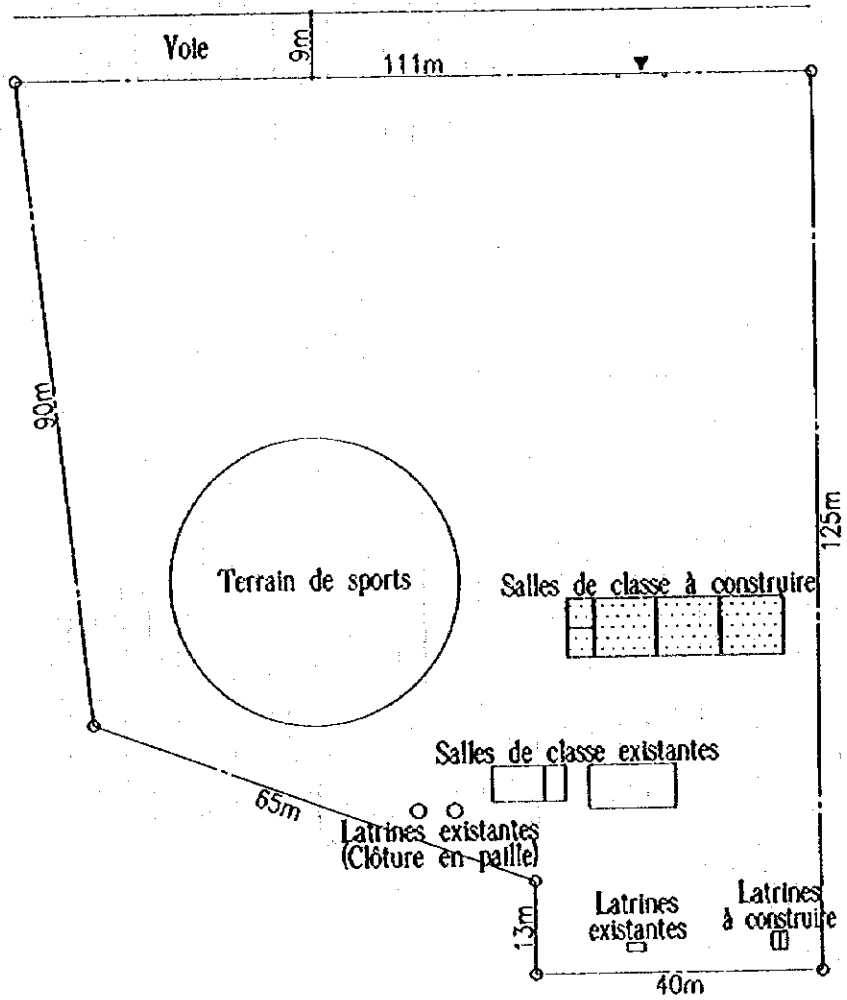 Voie
9m
111m
90m
125m
Terrain de sports
Salles de classe à construire
Salles de classe existantes
65m
Latrines existantes
(Clôture en paille)
13m
Latrines
existantes
Latrines
à construire
40m